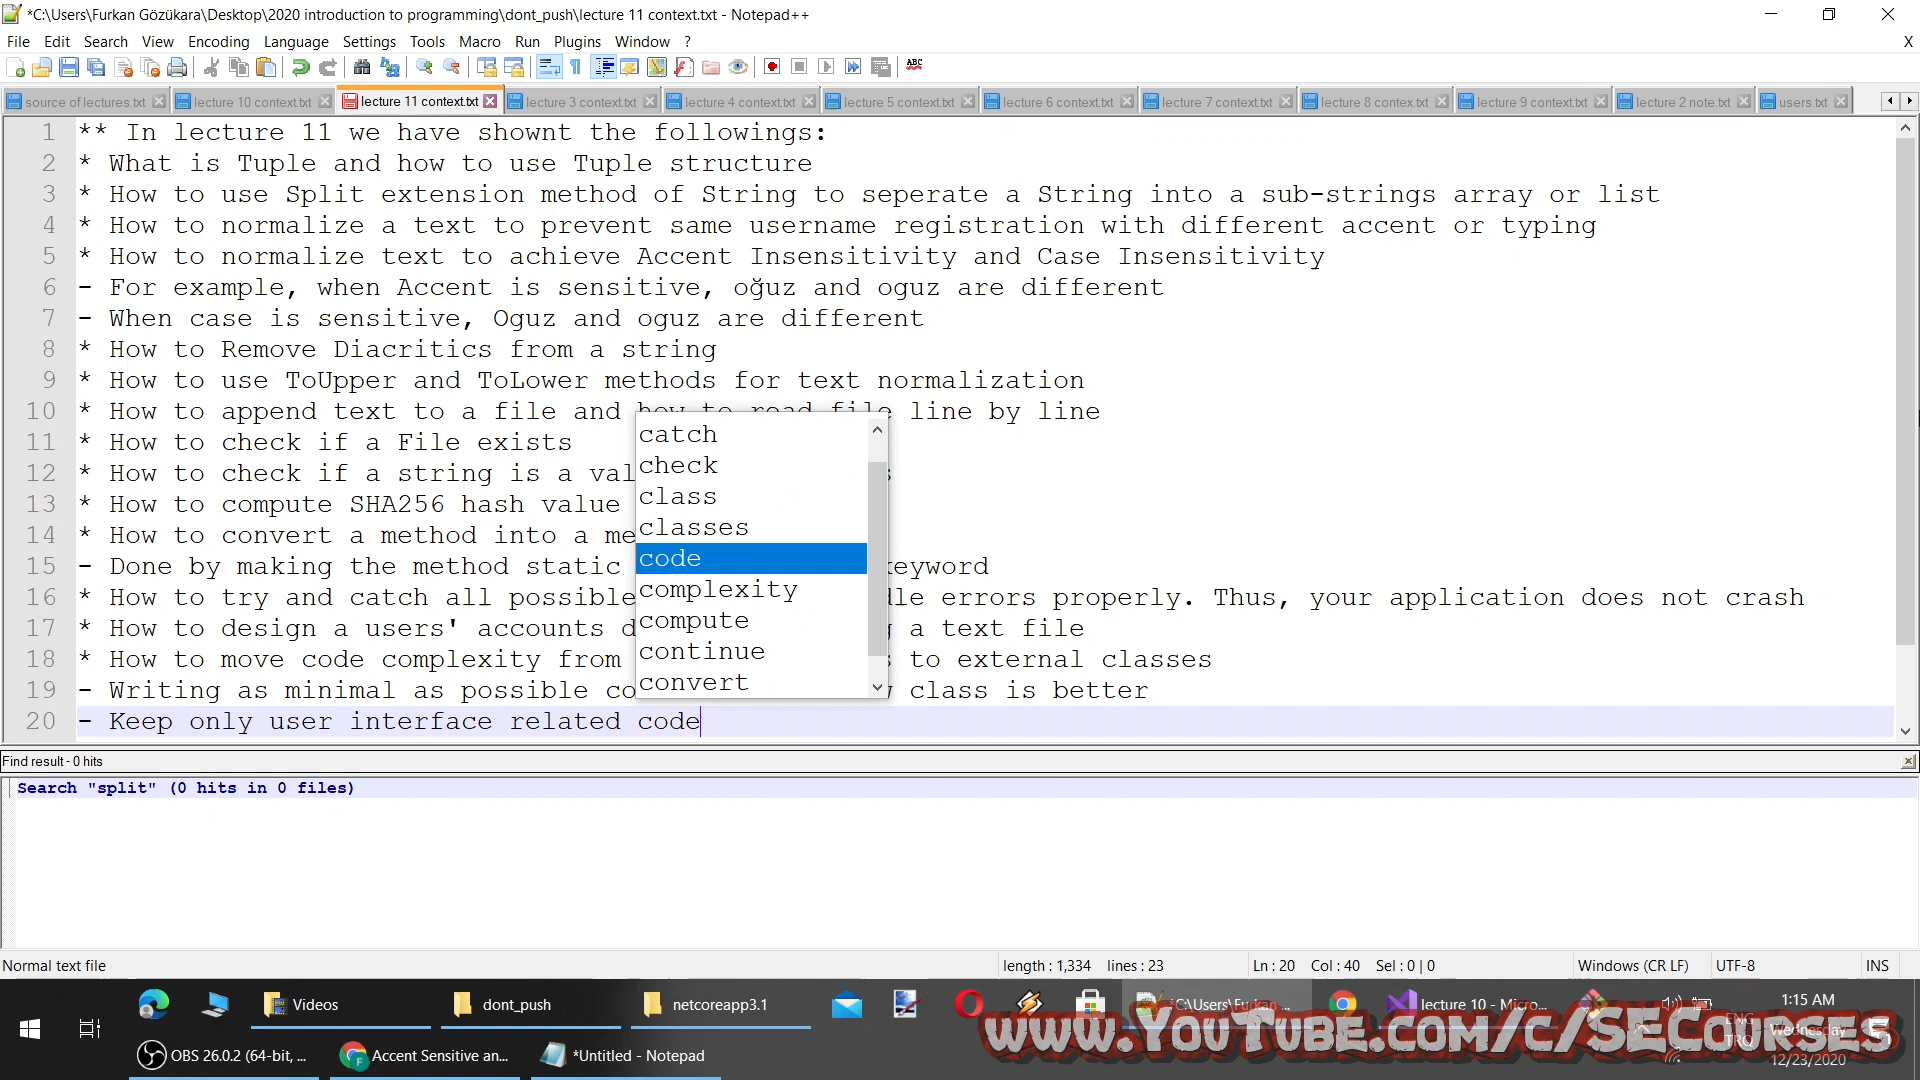 *C:\Users\Furkan Gözükara\Desktop\2020 introduction to programming\dont_push\lecture 11 context.txt - Notepad++
File Edit Search View Encoding Language Settings Tools Macro Run Plugins Window ? X
ABC
source of lectures.txt lecture 10 context.txt lecture 11 context.txt lecture 3 context.txt lecture 4 context.txt lecture 5 context.txt lecture 6 context.txt lecture 7 context.txt lecture 8 contex.txt lecture 9 context.txt lecture 2 note.txt users.txt
1 ** In lecture 11 we have shownt the followings:
2 * What is Tuple and how to use Tuple structure
3 * How to use Split extension method of String to seperate a String into a sub-strings array or list
4 * How to normalize a text to prevent same username registration with different accent or typing
5 * How to normalize text to achieve Accent Insensitivity and Case Insensitivity
6 - For example, when Accent is sensitive, oğuz and oguz are different
7 - When case is sensitive, Oguz and oguz are different
8 * How to Remove Diacritics from a string
9 * How to use ToUpper and ToLower methods for text normalization
10 * How to append text to a file and how to read file line by line
11 * How to check if a File exists
12 * How to check if a string is a val
13 * How to compute SHA256 hash value
14 * How to convert a method into a me
15 - Done by making the method static eyword
16 * How to try and catch all possible le errors properly. Thus, your application does not crash
17 * How to design a users' accounts d a text file
18 * How to move code complexity from to external classes
19 - Writing as minimal as possible co class is better
20 - Keep only user interface related code
catch
check
class
classes
code
complexity
compute
continue
convert
Find result - 0 hits
Search "split" (0 hits in 0 files)
Normal text file length : 1,334 lines : 23 Ln : 20 Col : 40 Sel : 0 | 0 Windows (CR LF) UTF-8 INS
Videos dont_push netcoreapp3.1 *C:\Users\Furkan ... lecture 10 - Micro... 1:15 AM
ENG Wednesday
TRQ
OBS 26.0.2 (64-bit, ... Accent Sensitive an... *Untitled - Notepad 12/23/2020
www.YouTube.com/c/SECourses